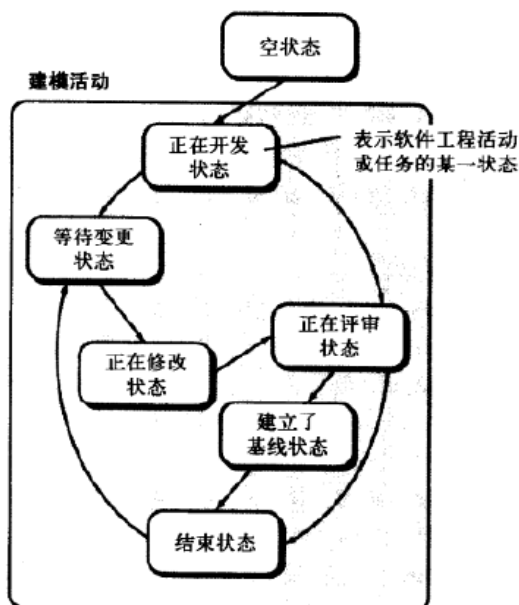 空状态
建模活动
正在开发
状态
表示软件工程活动
或任务的某一状态
等待变更
状态
正在评审
状态
正在修改
状态
建立了
基线状态
结束状态